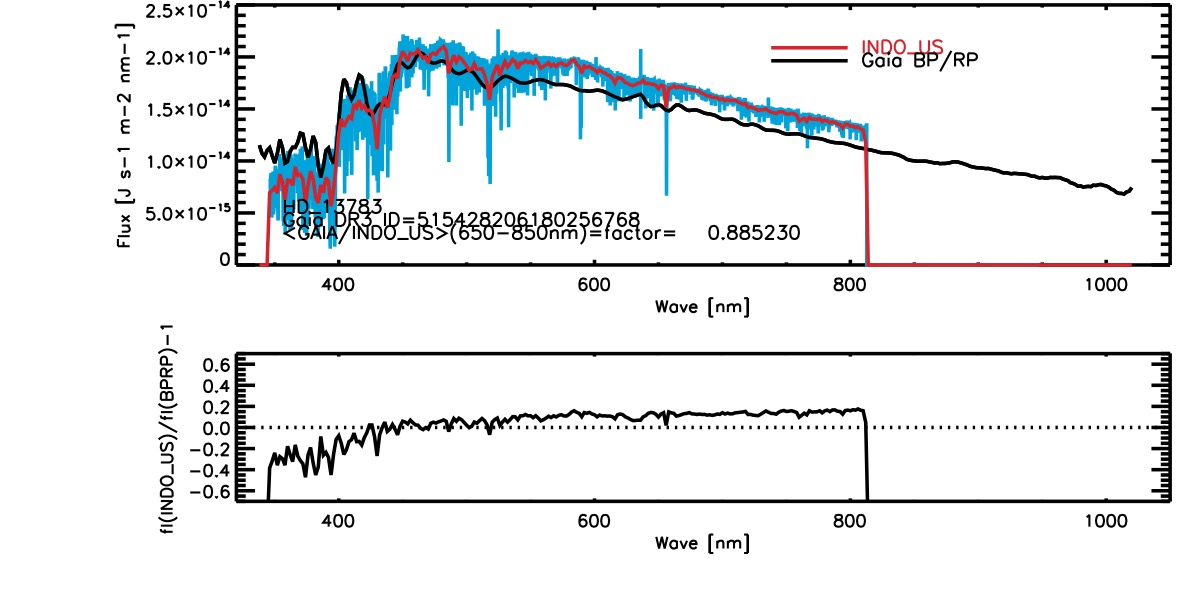 2.5×10⁻¹⁴
2.0×10⁻¹⁴
1.5×10⁻¹⁴
1.0×10⁻¹⁴
5.0×10⁻¹⁵
0
Flux [J s-1 m-2 nm-1]
INDO_US
Gaia BP/RP
HD_13783
Gaia DR3 ID=5154282061180256768
<GAIA/INDO_US>(650-850nm)=factor= 0.885230
400 600 800 1000
Wave [nm]
fl(INDO_US)/fl(BPRP)-1
0.6
0.4
0.2
0.0
-0.2
-0.4
-0.6
400 600 800 1000
Wave [nm]